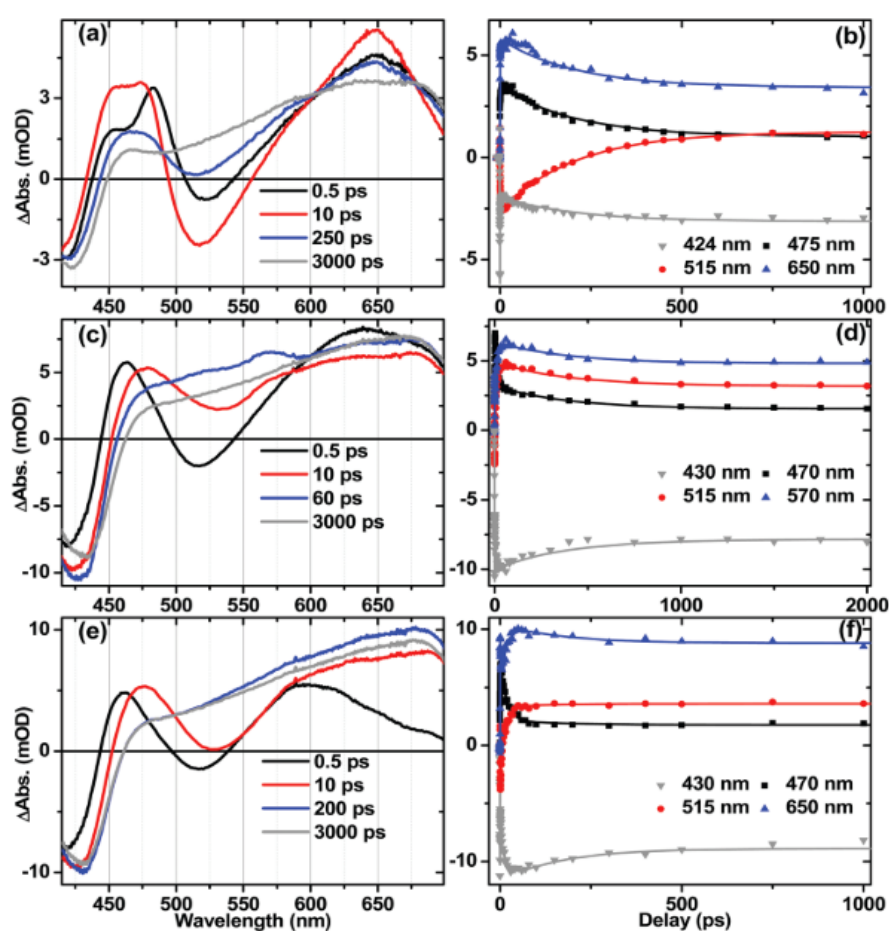 (a)
ΔAbs. (mOD)
3
0
-3
0.5 ps
10 ps
250 ps
3000 ps
450 500 550 600 650
(b)
5
0
-5
424 nm 475 nm
515 nm 650 nm
0 500 1000
(c)
ΔAbs. (mOD)
5
0
-5
-10
0.5 ps
10 ps
60 ps
3000 ps
450 500 550 600 650
(d)
5
0
-5
-10
430 nm 470 nm
515 nm 570 nm
0 1000 2000
(e)
ΔAbs. (mOD)
10
0
-10
0.5 ps
10 ps
200 ps
3000 ps
450 500 550 600 650
Wavelength (nm)
(f)
10
5
0
-5
-10
430 nm 470 nm
515 nm 650 nm
0 500 1000
Delay (ps)